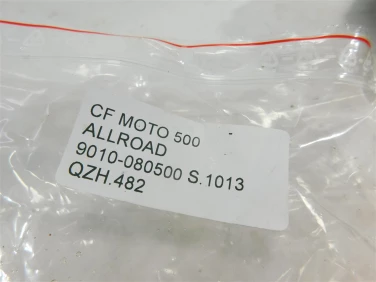 CF MOTO 500
ALLROAD
9010-080500 S.1013
QZH.482